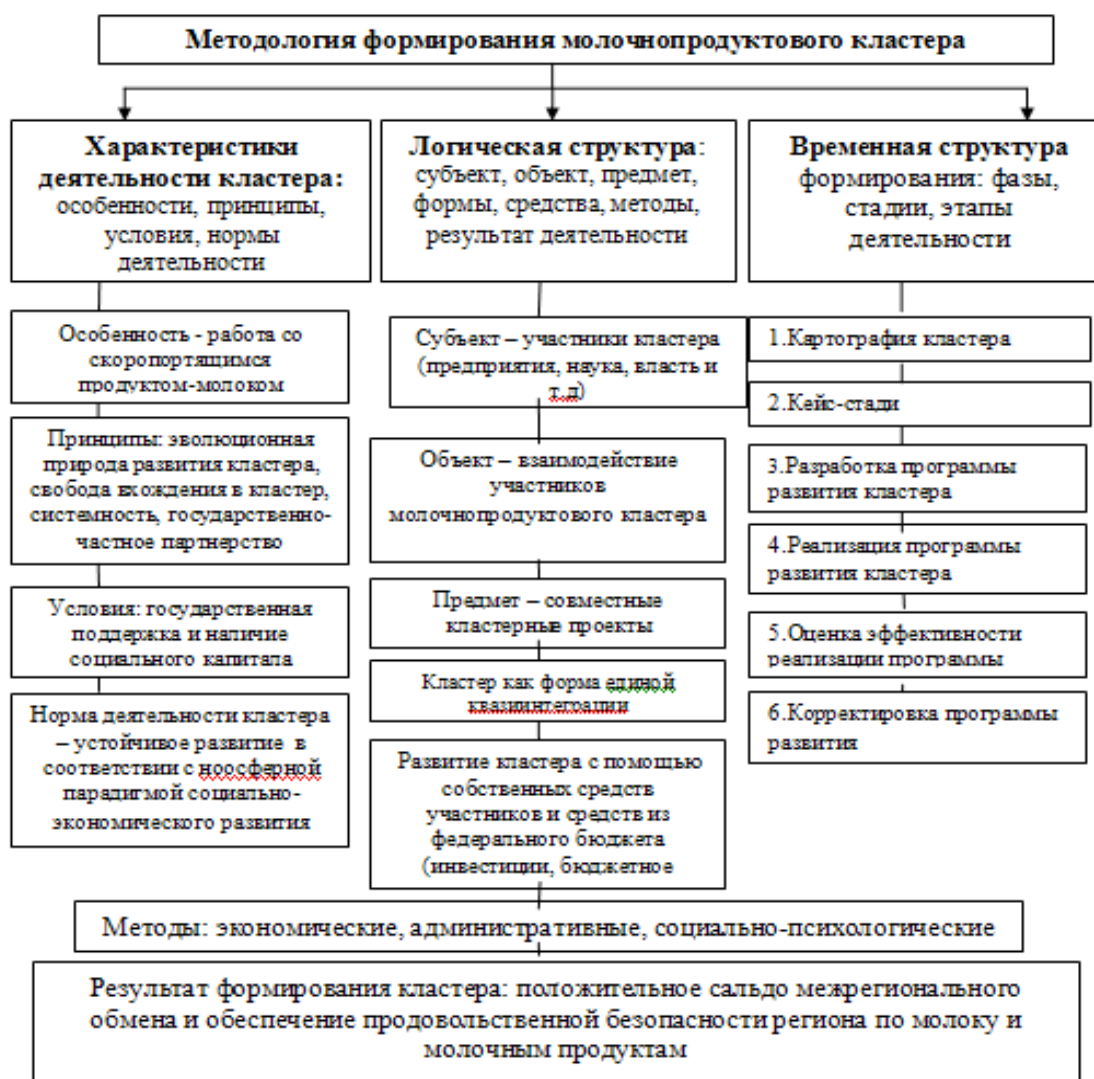 Методология формирования молочнопродуктового кластера
Характеристики
деятельности кластера:
особенности, принципы,
условия, нормы
деятельности
Особенность - работа со
скоропортящимся
продуктом-молоком
Принципы: эволюционная
природа развития кластера,
свобода вхождения в кластер,
системность, государственно-
частное партнерство
Условия: государственная
поддержка и наличие
социального капитала
Норма деятельности кластера
– устойчивое развитие в
соответствии с ноосферной
парадигмой социально-
экономического развития
Логическая структура:
субъект, объект, предмет,
формы, средства, методы,
результат деятельности
Субъект – участники кластера
(предприятия, наука, власть и
т.д)
Объект – взаимодействие
участников
молочнопродуктового кластера
Предмет – совместные
кластерные проекты
Кластер как форма единой
квазиинтеграции
Развитие кластера с помощью
собственных средств
участников и средств из
федерального бюджета
(инвестиции, бюджетное
Временная структура
формирования: фазы,
стадии, этапы
деятельности
1.Картография кластера
2.Кейс-стади
3.Разработка программы
развития кластера
4.Реализация программы
развития кластера
5.Оценка эффективности
реализации программы
6.Корректировка программы
развития
Методы: экономические, административные, социально-психологические
Результат формирования кластера: положительное сальдо межрегионального
обмена и обеспечение продовольственной безопасности региона по молоку и
молочным продуктам